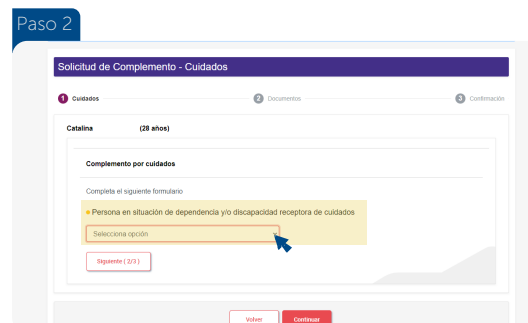 Paso 2
Solicitud de Complemento - Cuidados
1 Cuidados
2 Documentos
3 Confirmación
Catalina (28 años)
Complemento por cuidados
Completa el siguiente formulario
Persona en situación de dependencia y/o discapacidad receptora de cuidados
Selecciona opción
Siguiente ( 2/3 )
Volver
Continuar